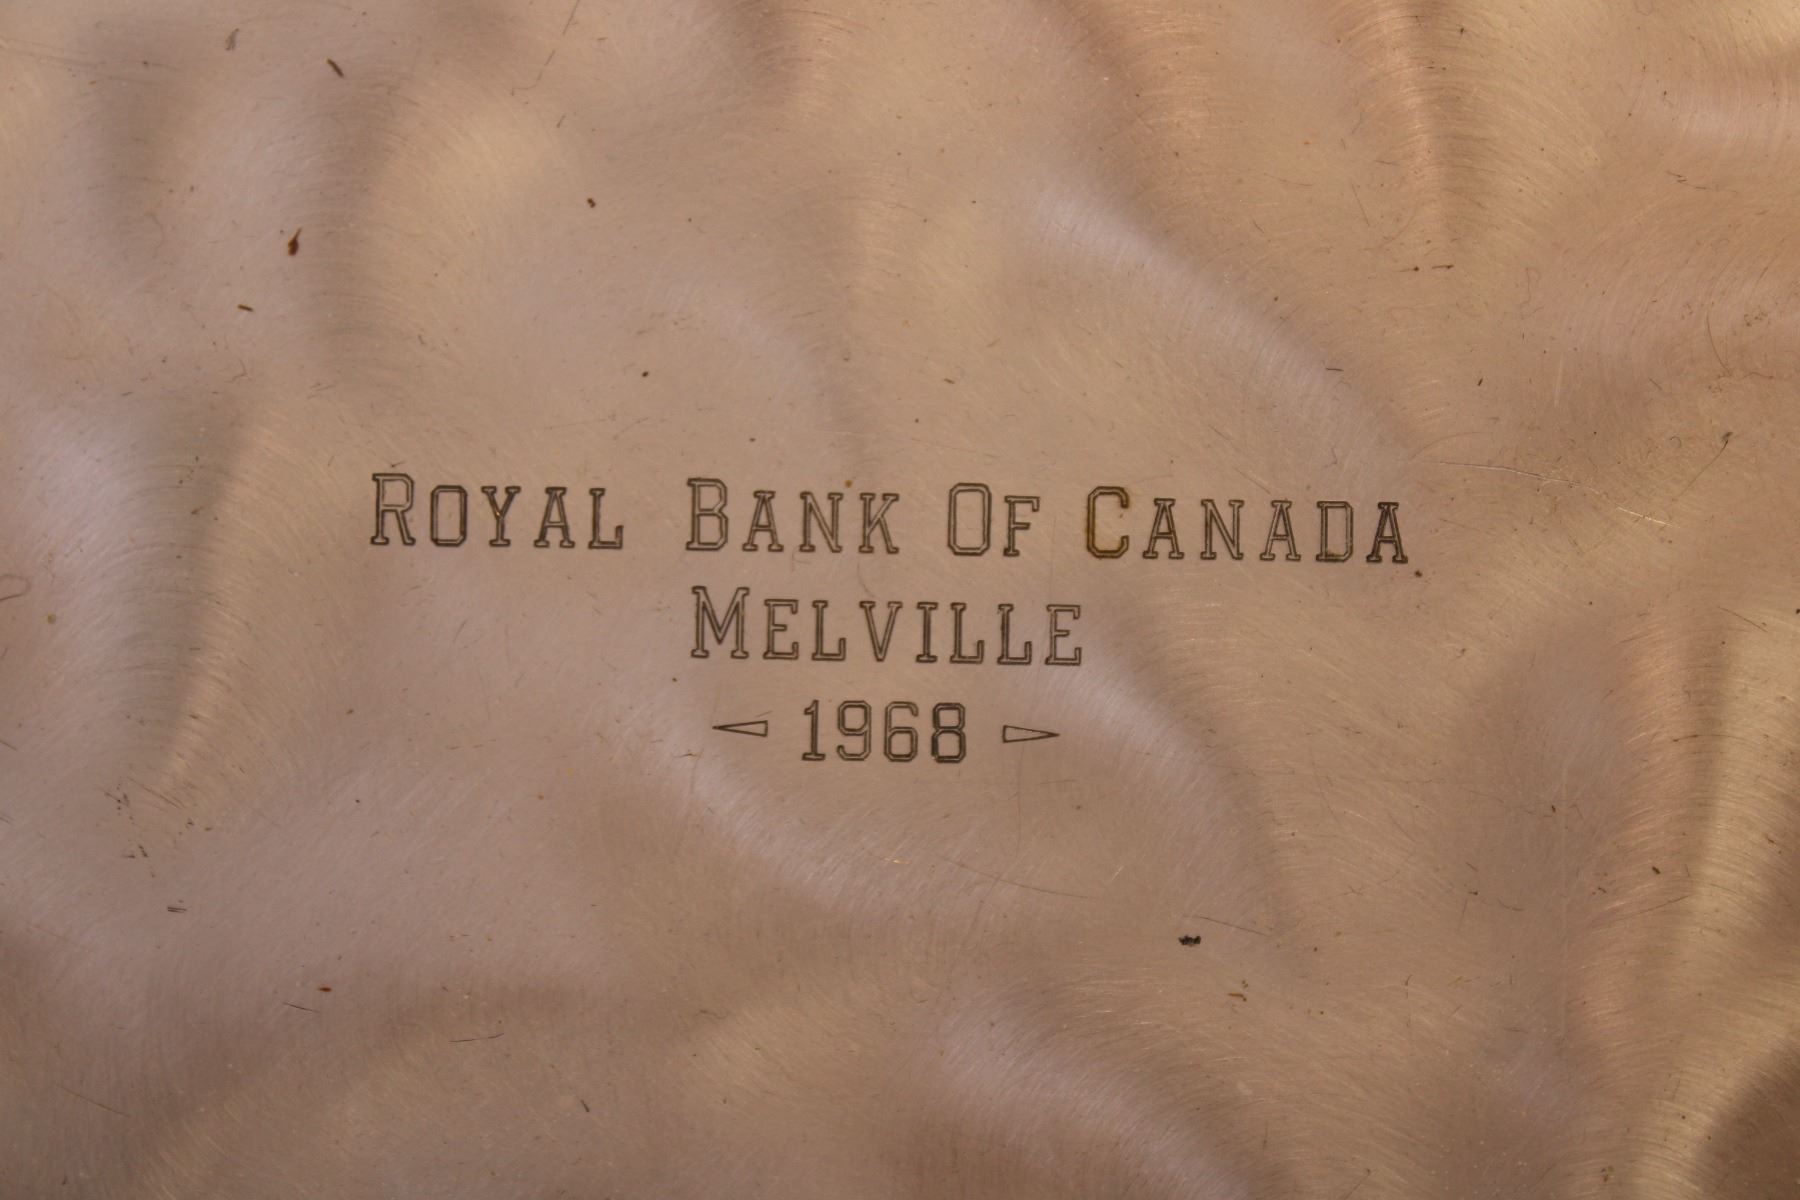 ROYAL BANK OF CANADA
MELVILLE
1968